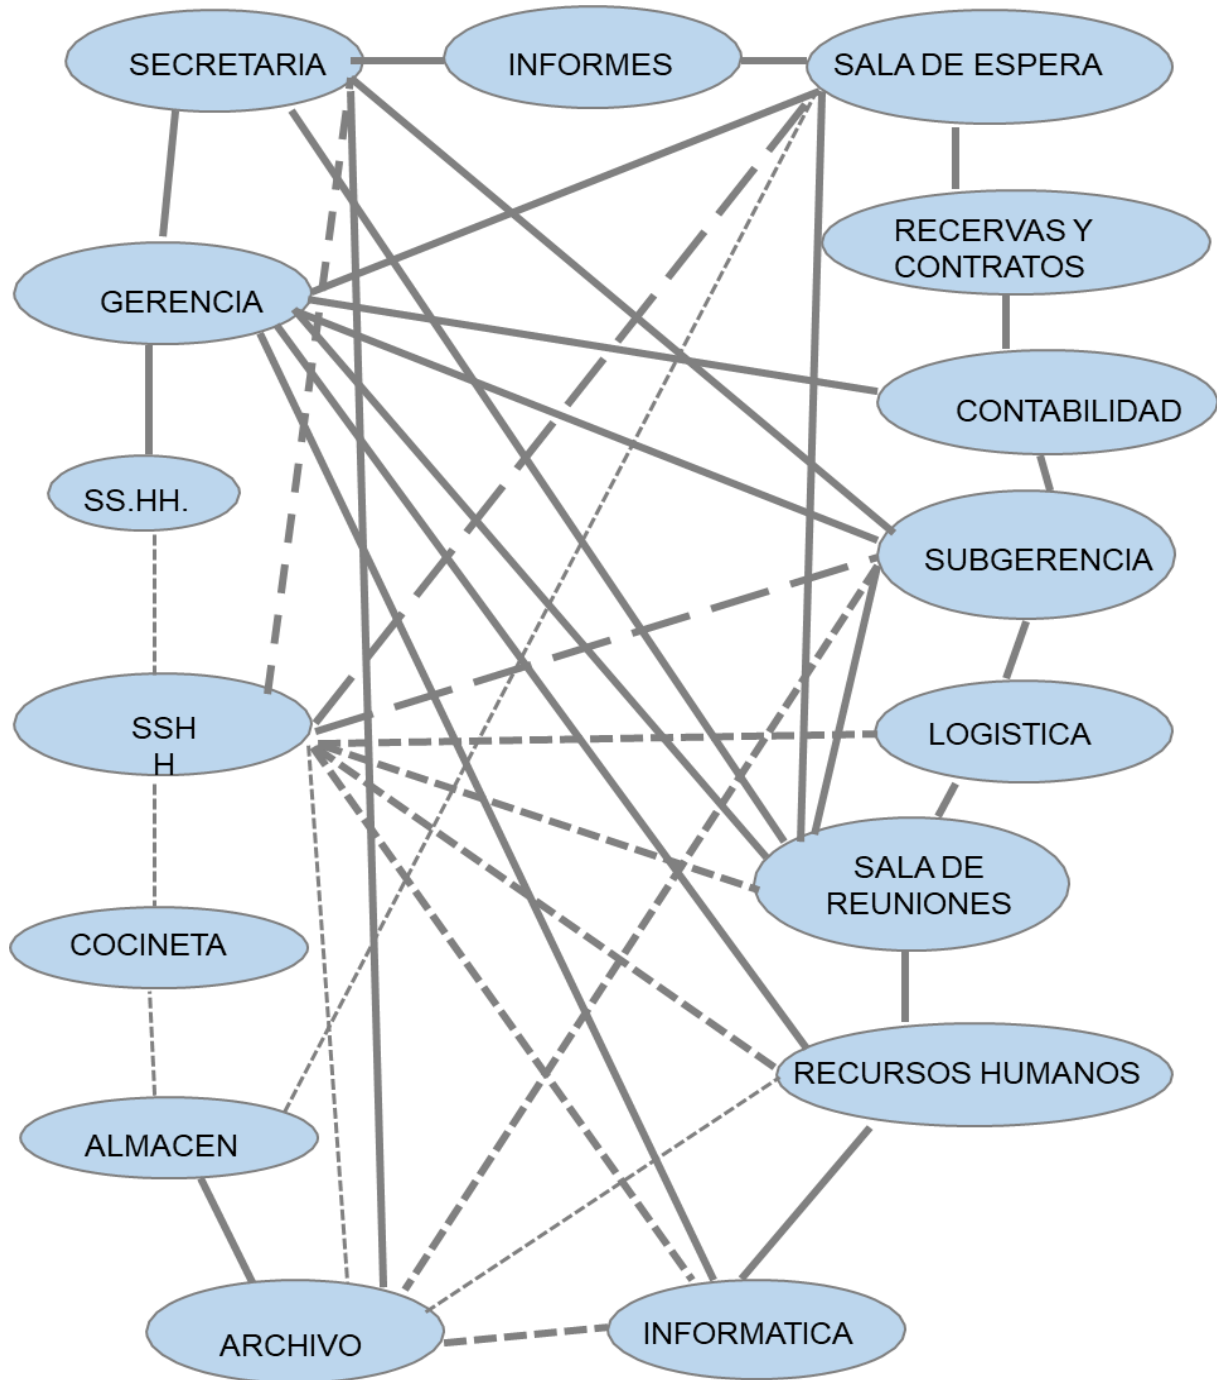 SECRETARIA
INFORMES
SALA DE ESPERA
RECERVAS Y
CONTRATOS
GERENCIA
CONTABILIDAD
SS.HH.
SUBGERENCIA
SSH
H
LOGISTICA
SALA DE
REUNIONES
COCINETA
RECURSOS HUMANOS
ALMACEN
ARCHIVO
INFORMATICA